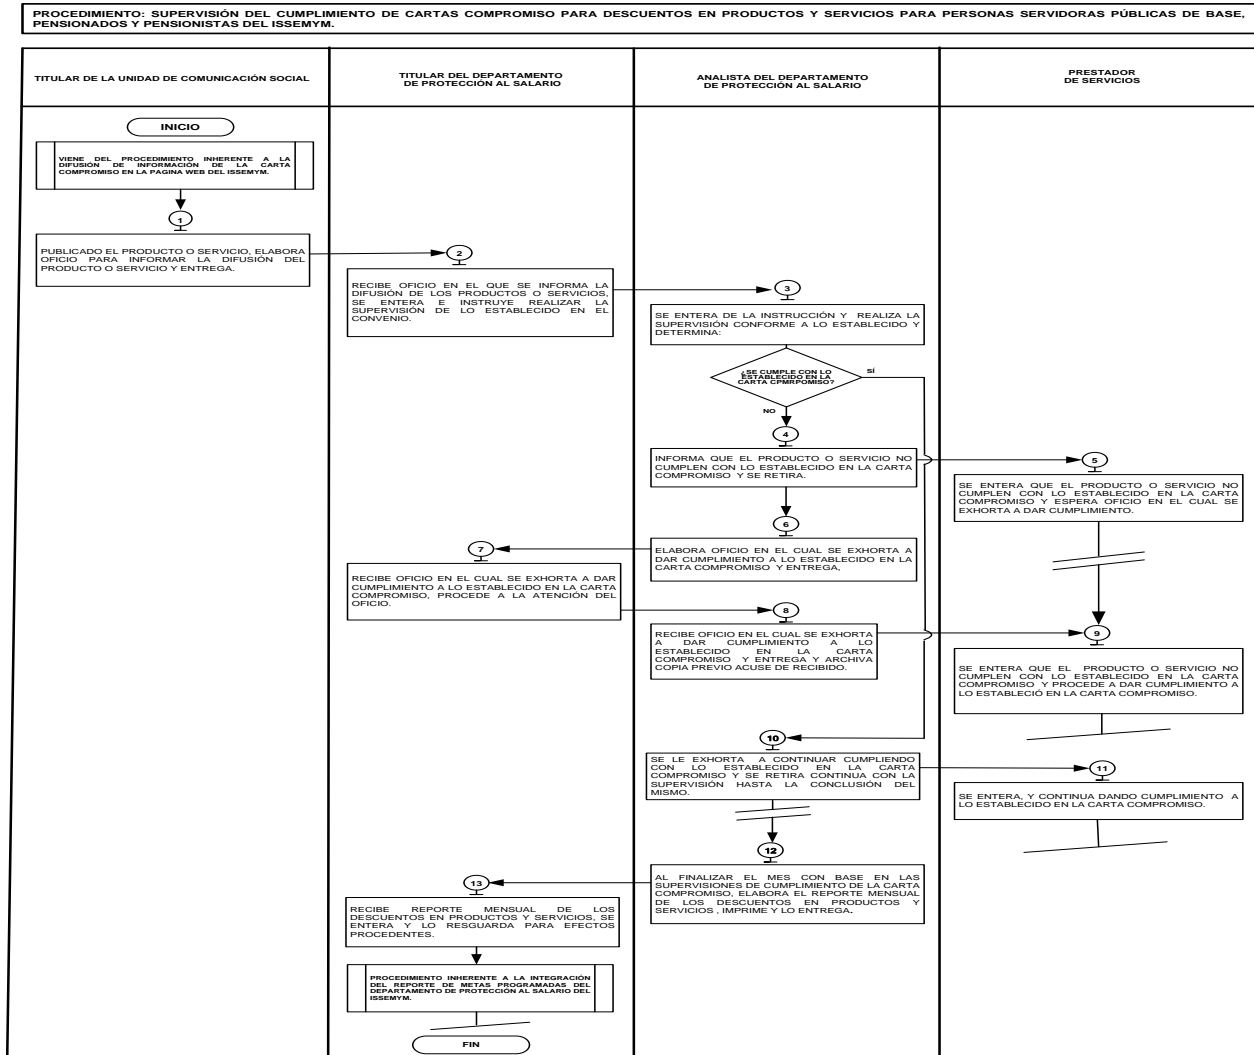 PROCEDIMIENTO: SUPERVISIÓN DEL CUMPLIMIENTO DE CARTAS COMPROMISO PARA DESCUENTOS EN PRODUCTOS Y SERVICIOS PARA PERSONAS SERVIDORAS PÚBLICAS DE BASE,
PENSIONADOS Y PENSIONISTAS DEL ISSEMYM.
TITULAR DE LA UNIDAD DE COMUNICACIÓN SOCIAL
TITULAR DEL DEPARTAMENTO
DE PROTECCIÓN AL SALARIO
ANALISTA DEL DEPARTAMENTO
DE PROTECCIÓN AL SALARIO
PRESTADOR
DE SERVICIOS
INICIO
VIENE DEL PROCEDIMIENTO INHERENTE A LA
DIFUSIÓN DE INFORMACIÓN DE LA CARTA
COMPROMISO EN LA PAGINA WEB DEL ISSEMYM.
1
PUBLICADO EL PRODUCTO O SERVICIO, ELABORA
OFICIO PARA INFORMAR LA DIFUSIÓN DEL
PRODUCTO O SERVICIO Y ENTREGA.
2
RECIBE OFICIO EN EL QUE SE INFORMA LA
DIFUSIÓN DE LOS PRODUCTOS O SERVICIOS,
SE ENTERA E INSTRUYE REALIZAR LA
SUPERVISIÓN DE LO ESTABLECIDO EN EL
CONVENIO.
3
SE ENTERA DE LA INSTRUCCIÓN Y REALIZA LA
SUPERVISIÓN CONFORME A LO ESTABLECIDO Y
DETERMINA:
¿SE CUMPLE CON LO
ESTABLECIDO EN LA
CARTA CPMRPOMISO?
SÍ
NO
4
INFORMA QUE EL PRODUCTO O SERVICIO NO
CUMPLEN CON LO ESTABLECIDO EN LA CARTA
COMPROMISO Y SE RETIRA.
5
SE ENTERA QUE EL PRODUCTO O SERVICIO NO
CUMPLEN CON LO ESTABLECIDO EN LA CARTA
COMPROMISO Y ESPERA OFICIO EN EL CUAL SE
EXHORTA A DAR CUMPLIMIENTO.
6
ELABORA OFICIO EN EL CUAL SE EXHORTA A
DAR CUMPLIMIENTO A LO ESTABLECIDO EN LA
CARTA COMPROMISO Y ENTREGA,
7
RECIBE OFICIO EN EL CUAL SE EXHORTA A DAR
CUMPLIMIENTO A LO ESTABLECIDO EN LA CARTA
COMPROMISO, PROCEDE A LA ATENCIÓN DEL
OFICIO.
8
RECIBE OFICIO EN EL CUAL SE EXHORTA
A DAR CUMPLIMIENTO A LO
ESTABLECIDO EN LA CARTA
COMPROMISO Y ENTREGA Y ARCHIVA
COPIA PREVIO ACUSE DE RECIBIDO.
9
SE ENTERA QUE EL PRODUCTO O SERVICIO NO
CUMPLEN CON LO ESTABLECIDO EN LA CARTA
COMPROMISO Y PROCEDE A DAR CUMPLIMIENTO A
LO ESTABLECIÓ EN LA CARTA COMPROMISO.
10
SE LE EXHORTA A CONTINUAR CUMPLIENDO
CON LO ESTABLECIDO EN LA CARTA
COMPROMISO Y SE RETIRA CONTINUA CON LA
SUPERVISIÓN HASTA LA CONCLUSIÓN DEL
MISMO.
11
SE ENTERA, Y CONTINUA DANDO CUMPLIMIENTO A
LO ESTABLECIDO EN LA CARTA COMPROMISO.
12
AL FINALIZAR EL MES CON BASE EN LAS
SUPERVISIONES DE CUMPLIMIENTO DE LA CARTA
COMPROMISO, ELABORA EL REPORTE MENSUAL
DE LOS DESCUENTOS EN PRODUCTOS Y
SERVICIOS , IMPRIME Y LO ENTREGA.
13
RECIBE REPORTE MENSUAL DE LOS
DESCUENTOS EN PRODUCTOS Y SERVICIOS, SE
ENTERA Y LO RESGUARDA PARA EFECTOS
PROCEDENTES.
PROCEDIMIENTO INHERENTE A LA INTEGRACIÓN
DEL REPORTE DE METAS PROGRAMADAS DEL
DEPARTAMENTO DE PROTECCIÓN AL SALARIO DEL
ISSEMYM.
FIN